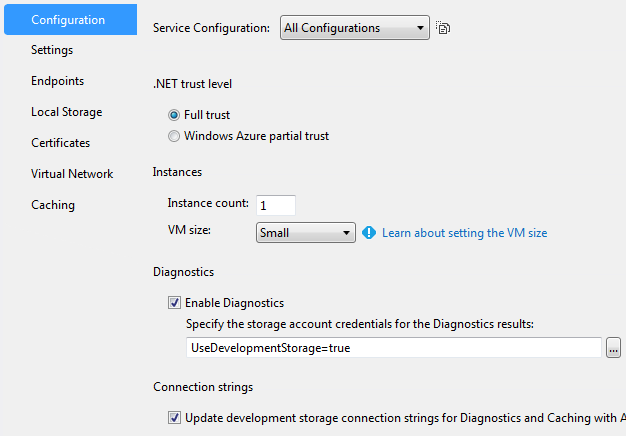 Configuration
Settings
Endpoints
Local Storage
Certificates
Virtual Network
Caching
Service Configuration: All Configurations
.NET trust level
Full trust
Windows Azure partial trust
Instances
Instance count: 1
VM size: Small Learn about setting the VM size
Diagnostics
Enable Diagnostics
Specify the storage account credentials for the Diagnostics results:
UseDevelopmentStorage=true ...
Connection strings
Update development storage connection strings for Diagnostics and Caching with A